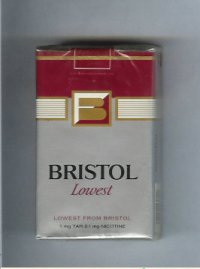 B
BRISTOL
Lowest
LOWEST FROM BRISTOL
1 mg TAR 0.1 mg NICOTINE